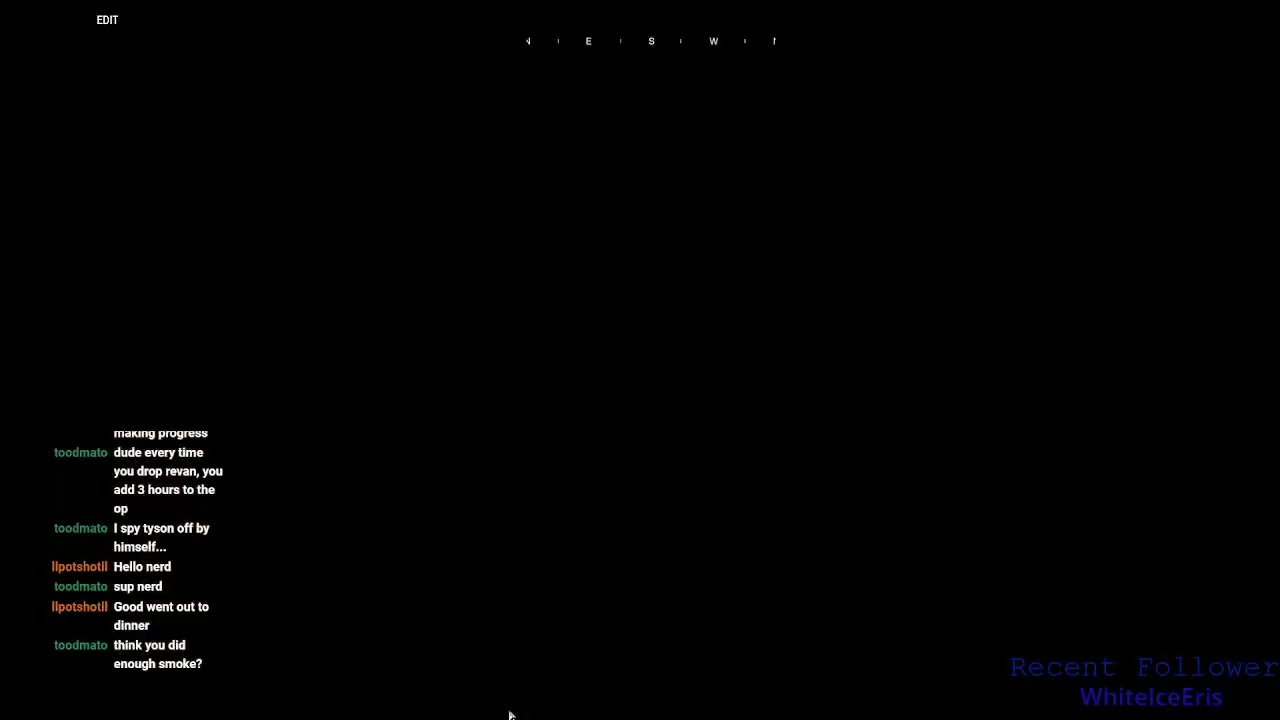 EDIT
E S W
making progress
toodmato dude every time
you drop revan, you
add 3 hours to the
op
toodmato I spy tyson off by
himself...
llpotshotll Hello nerd
toodmato sup nerd
llpotshotll Good went out to
dinner
toodmato think you did
enough smoke?
Recent Follower
WhiteIceEris